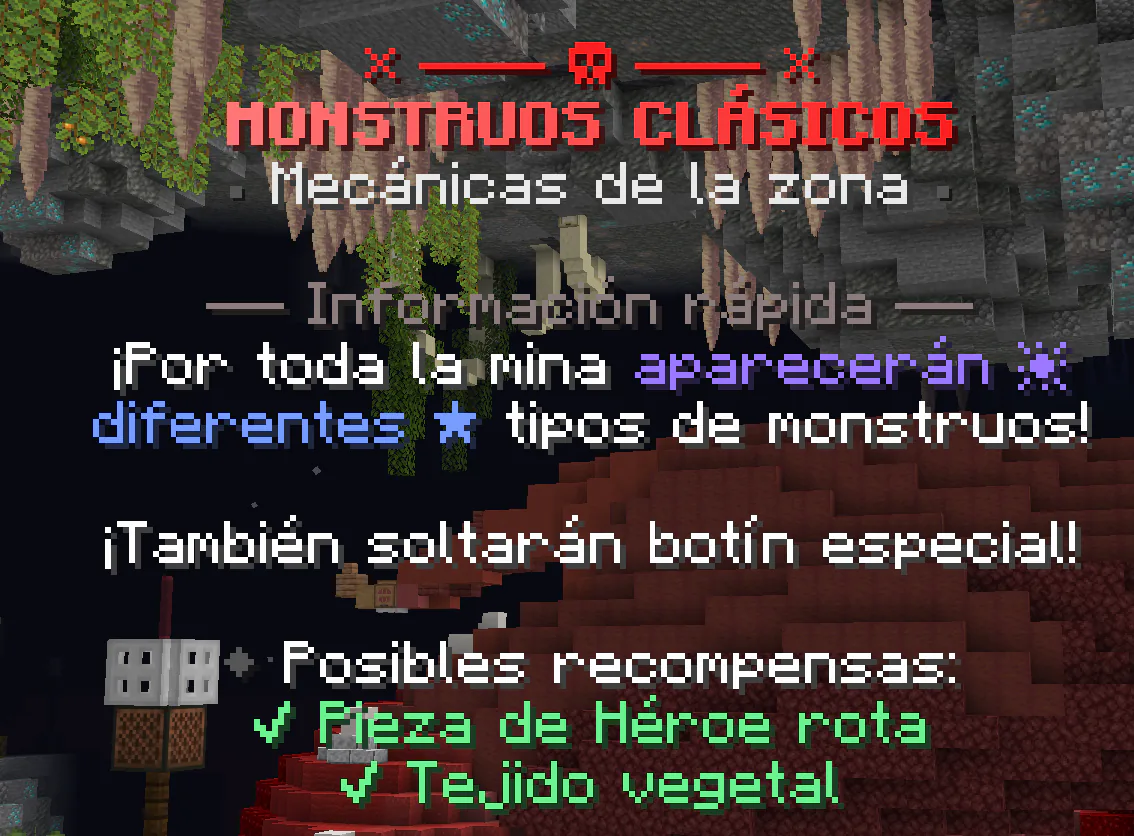 MONSTRUOS CLÁSICOS
Mecánicas de la zona
Información rápida
¡Por toda la mina aparecerán
diferentes ★ tipos de monstruos!
¡También soltarán botín especial!
Posibles recompensas:
✓ Pieza de Héroe rota
✓ Tejido vegetal